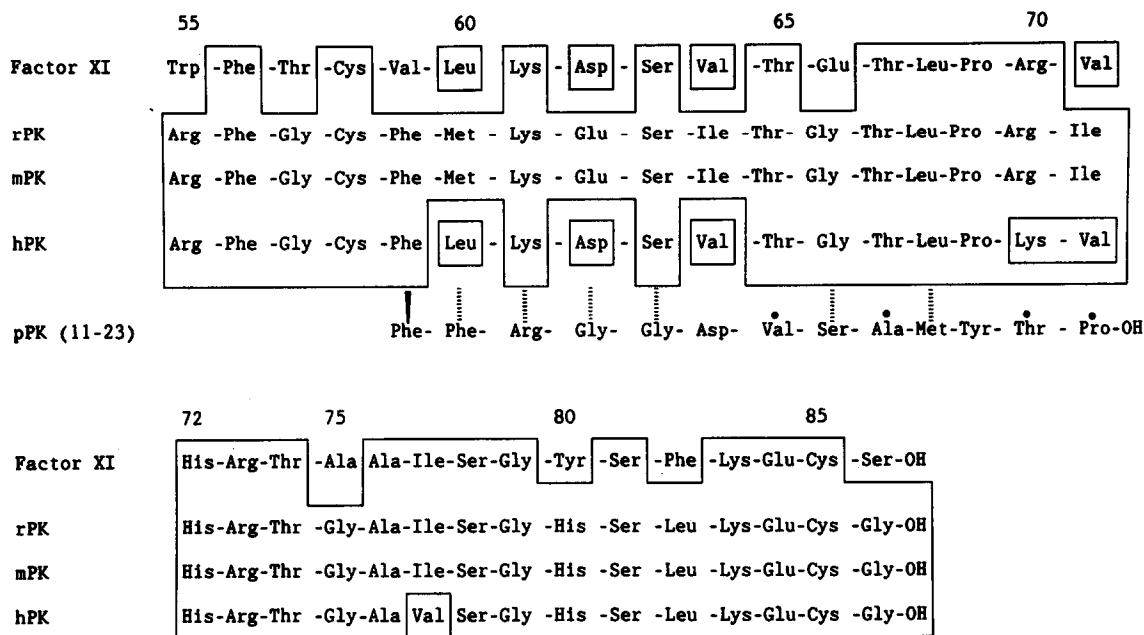 55 60 65 70
Factor XI Trp -Phe -Thr -Cys -Val- Leu Lys - Asp - Ser Val -Thr -Glu -Thr-Leu-Pro -Arg- Val
rPK Arg -Phe -Gly -Cys -Phe -Met - Lys - Glu - Ser -Ile -Thr- Gly -Thr-Leu-Pro -Arg - Ile
mPK Arg -Phe -Gly -Cys -Phe -Met - Lys - Glu - Ser -Ile -Thr- Gly -Thr-Leu-Pro -Arg - Ile
hPK Arg - Phe - Gly - Cys - Phe Leu - Lys - Asp - Ser Val -Thr- Gly -Thr-Leu-Pro- Lys - Val
pPK (11-23) Phe- Phe- Arg- Gly- Gly- Asp- Val- Ser- Ala-Met-Tyr- Thr - Pro-OH
72 75 80 85
Factor XI His-Arg-Thr -Ala Ala-Ile-Ser-Gly -Tyr -Ser -Phe -Lys-Glu-Cys -Ser-OH
rPK His-Arg-Thr -Gly-Ala-Ile-Ser-Gly -His -Ser -Leu -Lys-Glu-Cys -Gly-OH
mPK His-Arg-Thr -Gly-Ala-Ile-Ser-Gly -His -Ser -Leu -Lys-Glu-Cys -Gly-OH
hPK His-Arg-Thr -Gly-Ala Val Ser-Gly -His -Ser -Leu -Lys-Glu-Cys -Gly-OH